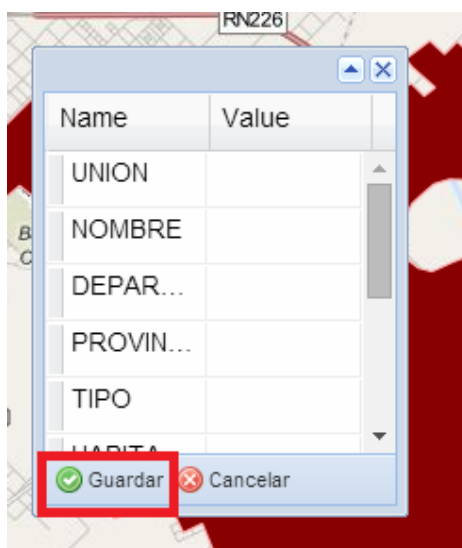 RN226
Name Value
UNION
NOMBRE
DEPAR...
PROVIN...
TIPO
Guardar Cancelar